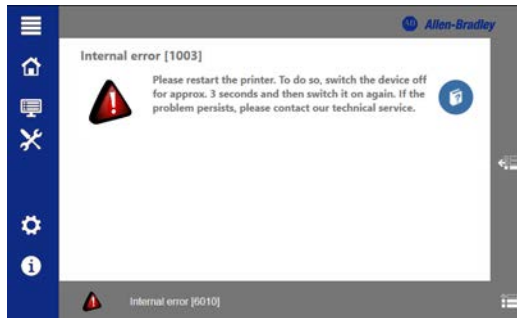 AB Allen-Bradley
Internal error [1003]
Please restart the printer. To do so, switch the device off
for approx. 3 seconds and then switch it on again. If the
problem persists, please contact our technical service.
Internal error [6010]